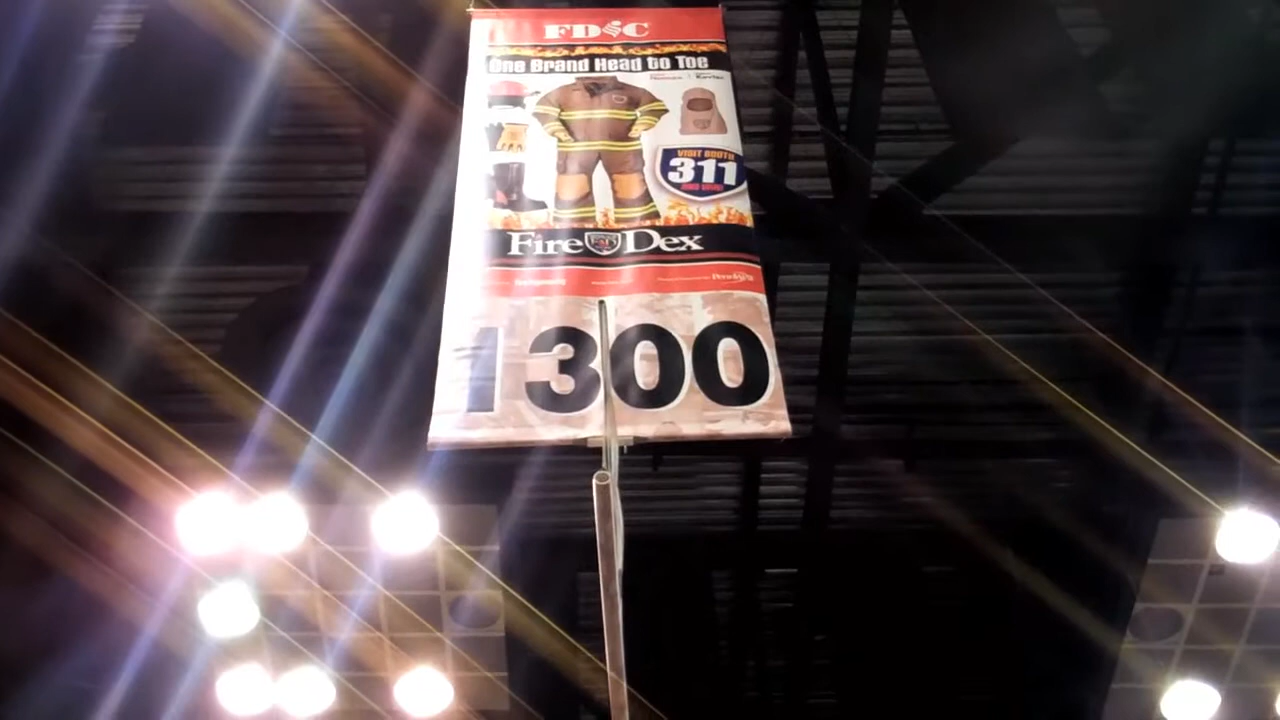 FDIC
One Brand Head to Toe
VISIT BOOTH
311
Fire Dex
1300